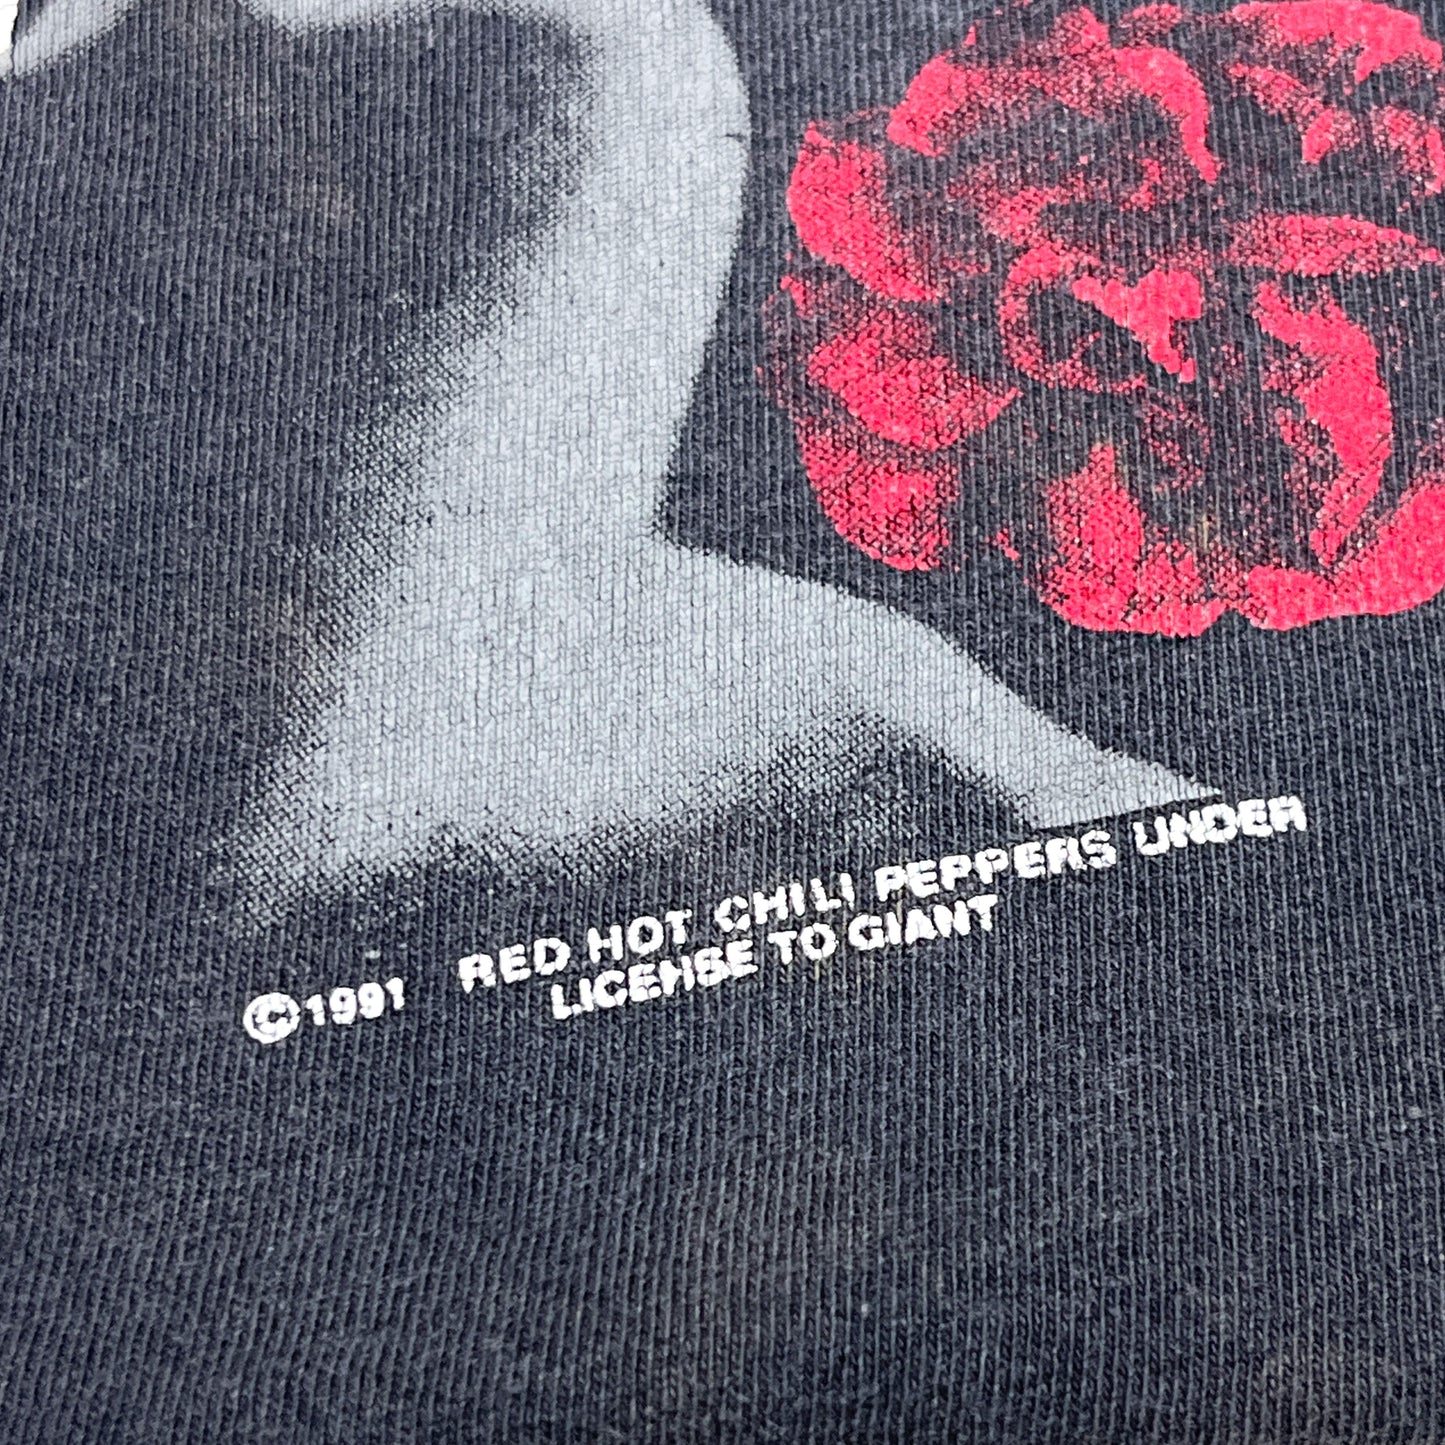 ©1991 RED HOT CHILI PEPPERS UNDER
LICENSE TO GIANT